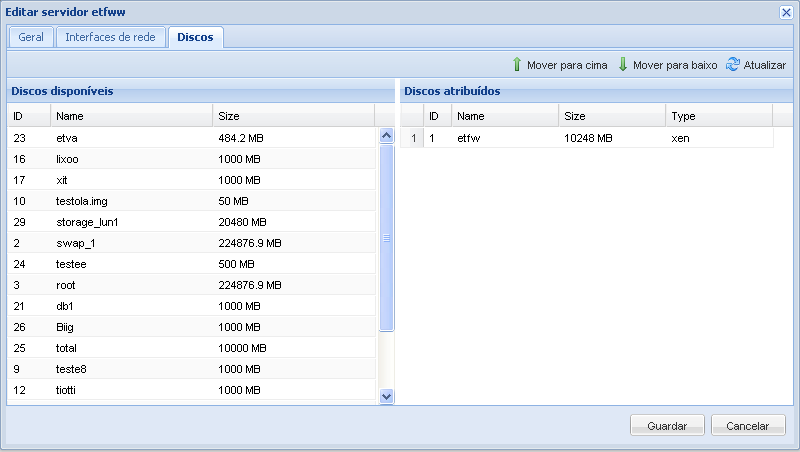 Editar servidor etfww
Geral Interfaces de rede Discos
Mover para cima Mover para baixo Atualizar
Discos disponíveis
ID Name Size
23 etva 484.2 MB
16 lixoo 1000 MB
17 xit 1000 MB
10 testola.img 50 MB
29 storage_lun1 20480 MB
2 swap_1 224876.9 MB
24 testee 500 MB
3 root 224876.9 MB
21 db1 1000 MB
26 Biig 1000 MB
25 total 10000 MB
9 teste8 1000 MB
12 tiotti 1000 MB
Discos atribuídos
ID Name Size Type
1 1 etfw 10248 MB xen
Guardar Cancelar